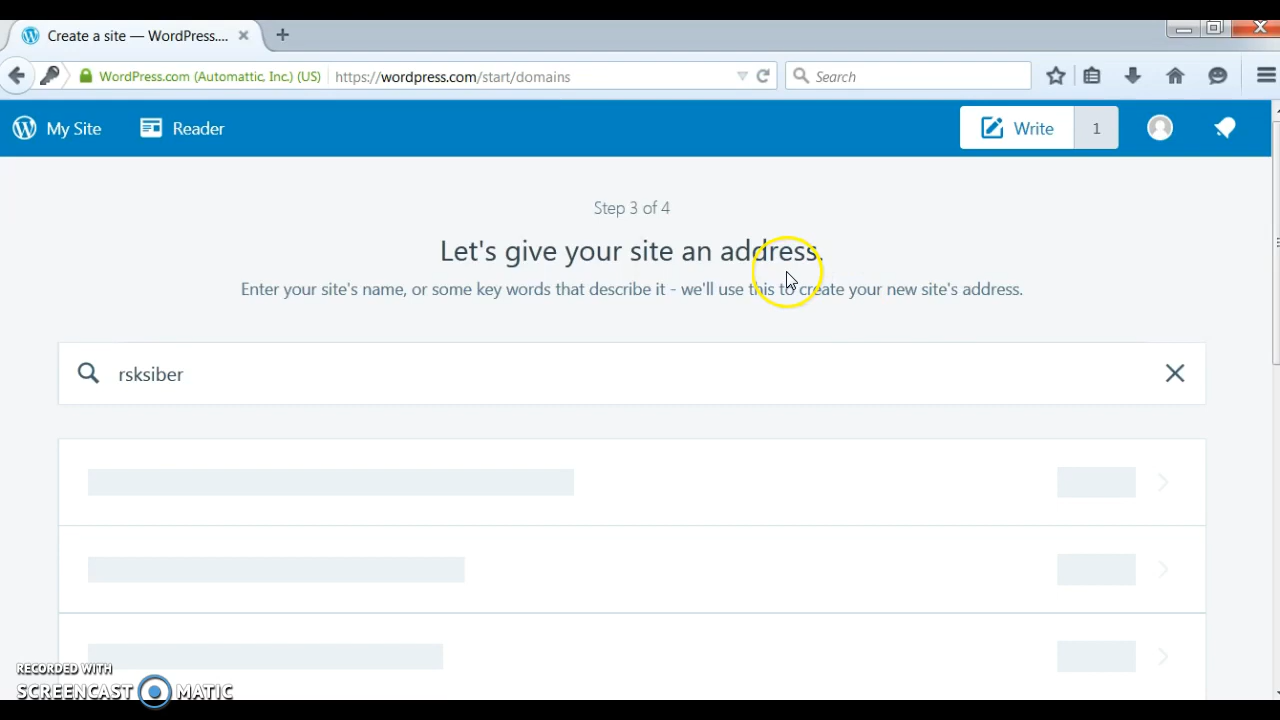 Create a site — WordPress....
WordPress.com (Automattic, Inc.) (US)
https://wordpress.com/start/domains
Search
My Site
Reader
Write
1
Step 3 of 4
Let's give your site an address.
Enter your site's name, or some key words that describe it - we'll use this to create your new site's address.
rsksiber
RECORDED WITH
SCREENCAST MATIC